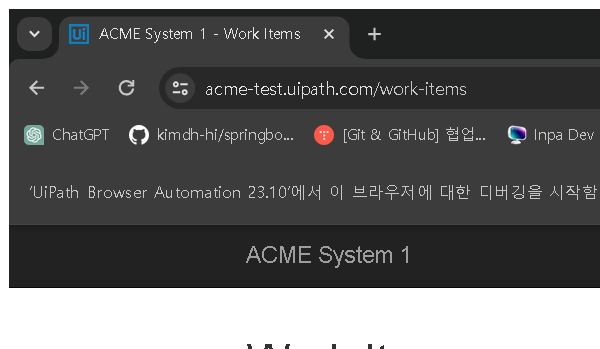 Ui ACME System 1 - Work Items
acme-test.uipath.com/work-items
ChatGPT kimdh-hi/springbo... [Git & GitHub] 협업... Inpa Dev
'UiPath Browser Automation 23.10'에서 이 브라우저에 대한 디버깅을 시작함
ACME System 1